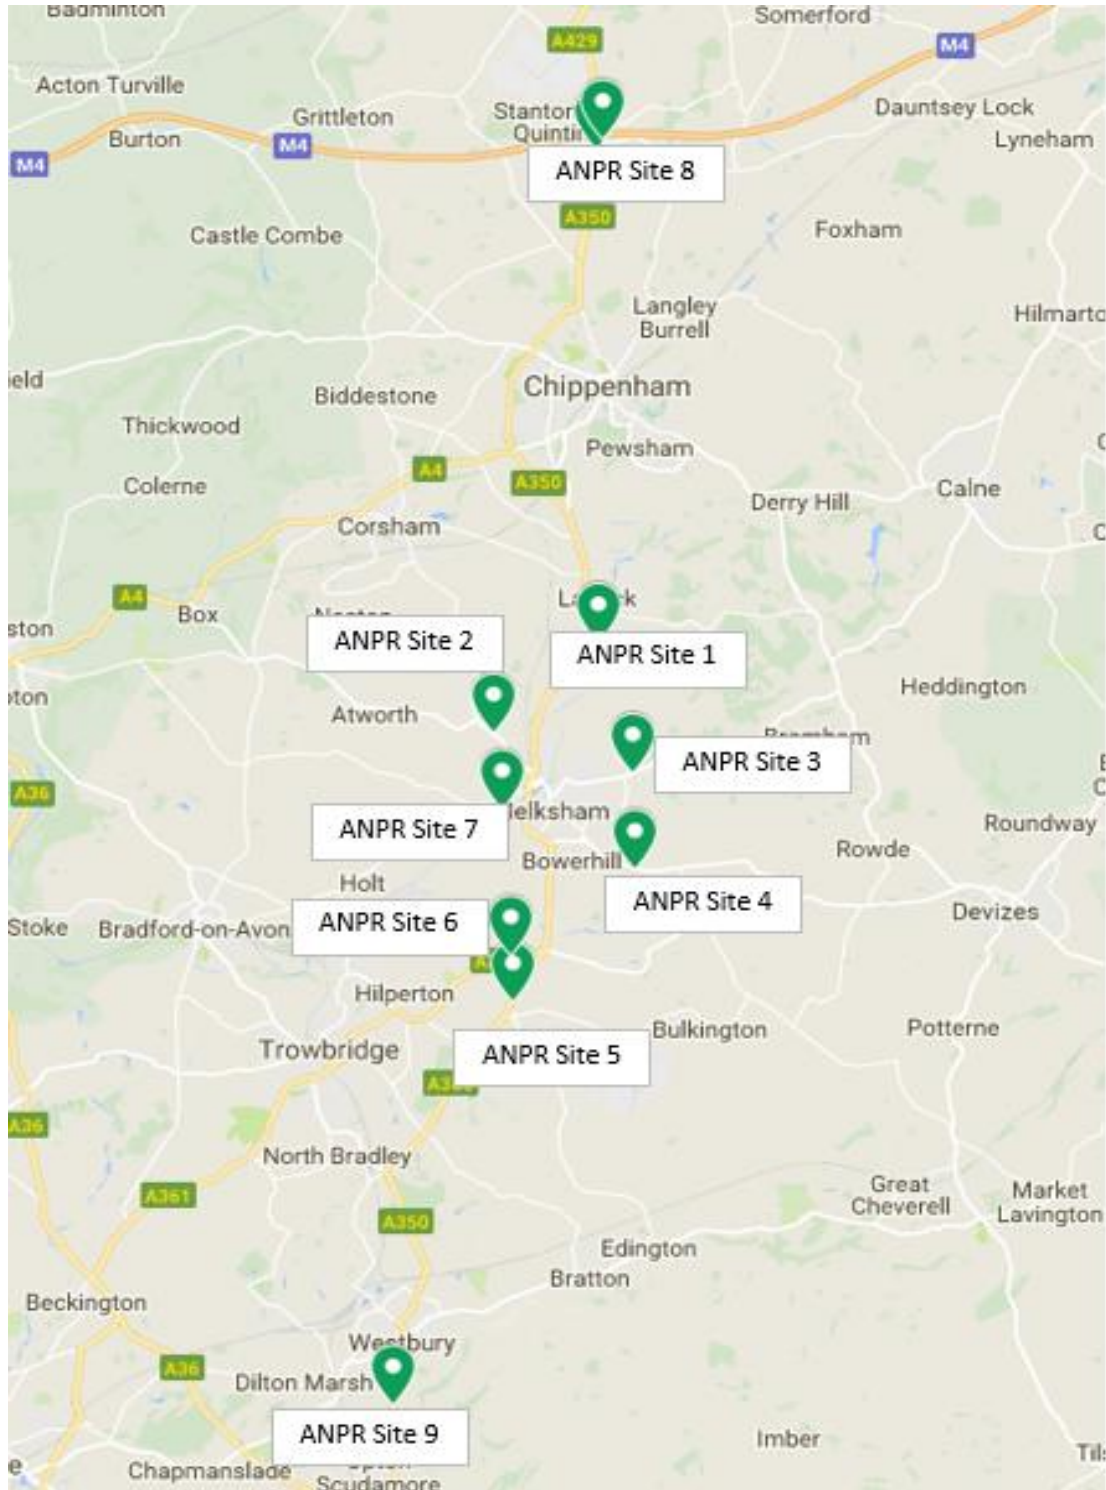 Badminton
Somerford
A429
M4
Acton Turville
Stanton
Quintin
Dauntsey Lock
Grittleton
Burton
M4
M4
Lyneham
ANPR Site 8
A350
Castle Combe
Foxham
Langley
Burrell
Hilmarto
ield
Chippenham
Biddestone
Thickwood
Pewsham
A4
A350
Colerne
Calne
Derry Hill
Corsham
A4
Box
ston
ANPR Site 2
ANPR Site 1
Heddington
Atworth
ANPR Site 3
A36
ANPR Site 7
elksham
Roundway
Rowde
Bowerhill
Holt
ANPR Site 4
ANPR Site 6
Devizes
Stoke
Bradford-on-Avon
Hilperton
Bulkington
Potterne
Trowbridge
ANPR Site 5
A36
North Bradley
Great
Cheverell
Market
Lavington
A361
A350
Edington
Bratton
Beckington
Westbury
A36
Dilton Marsh
ANPR Site 9
Imber
Chapmanslade
Scudamore